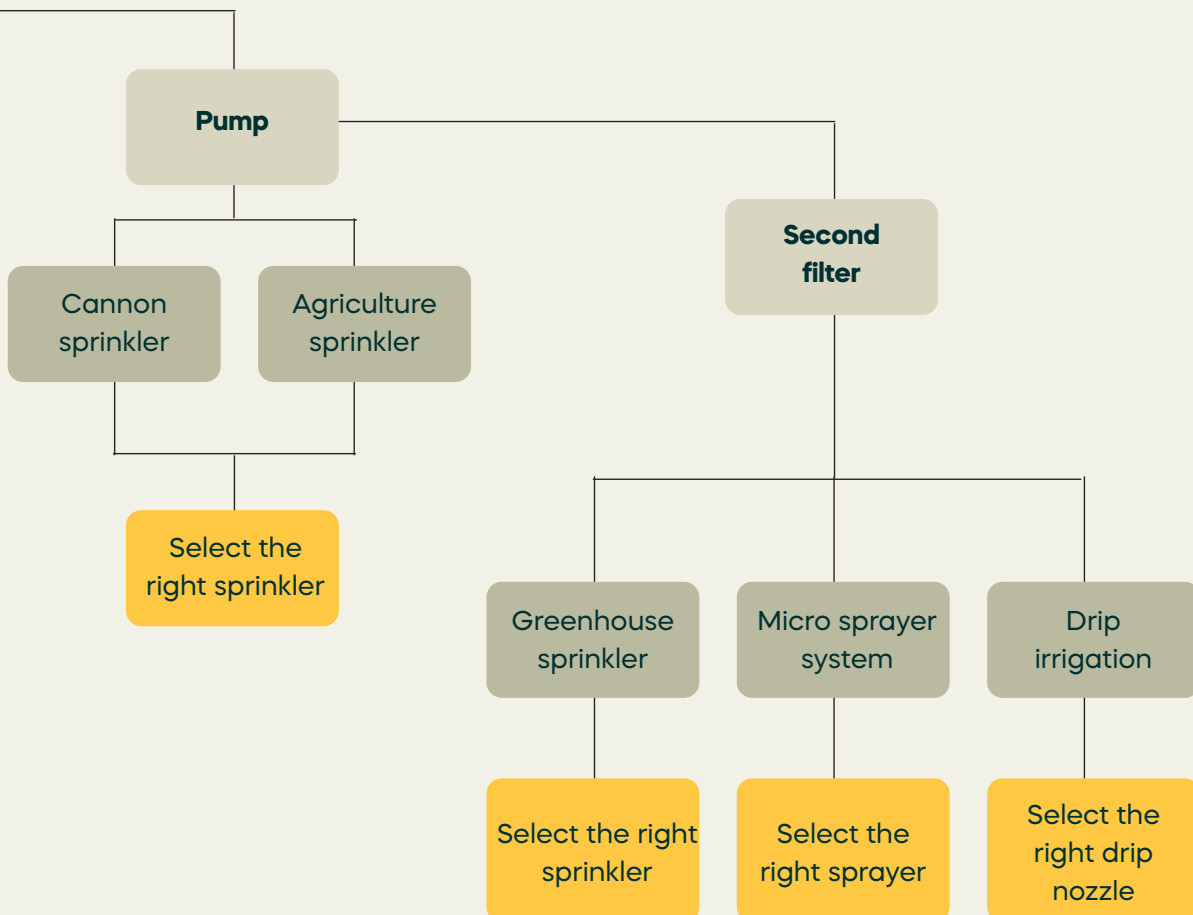 Pump
Second
filter
Cannon
sprinkler
Agriculture
sprinkler
Select the
right sprinkler
Greenhouse
sprinkler
Micro sprayer
system
Drip
irrigation
Select the right
sprinkler
Select the
right sprayer
Select the
right drip
nozzle